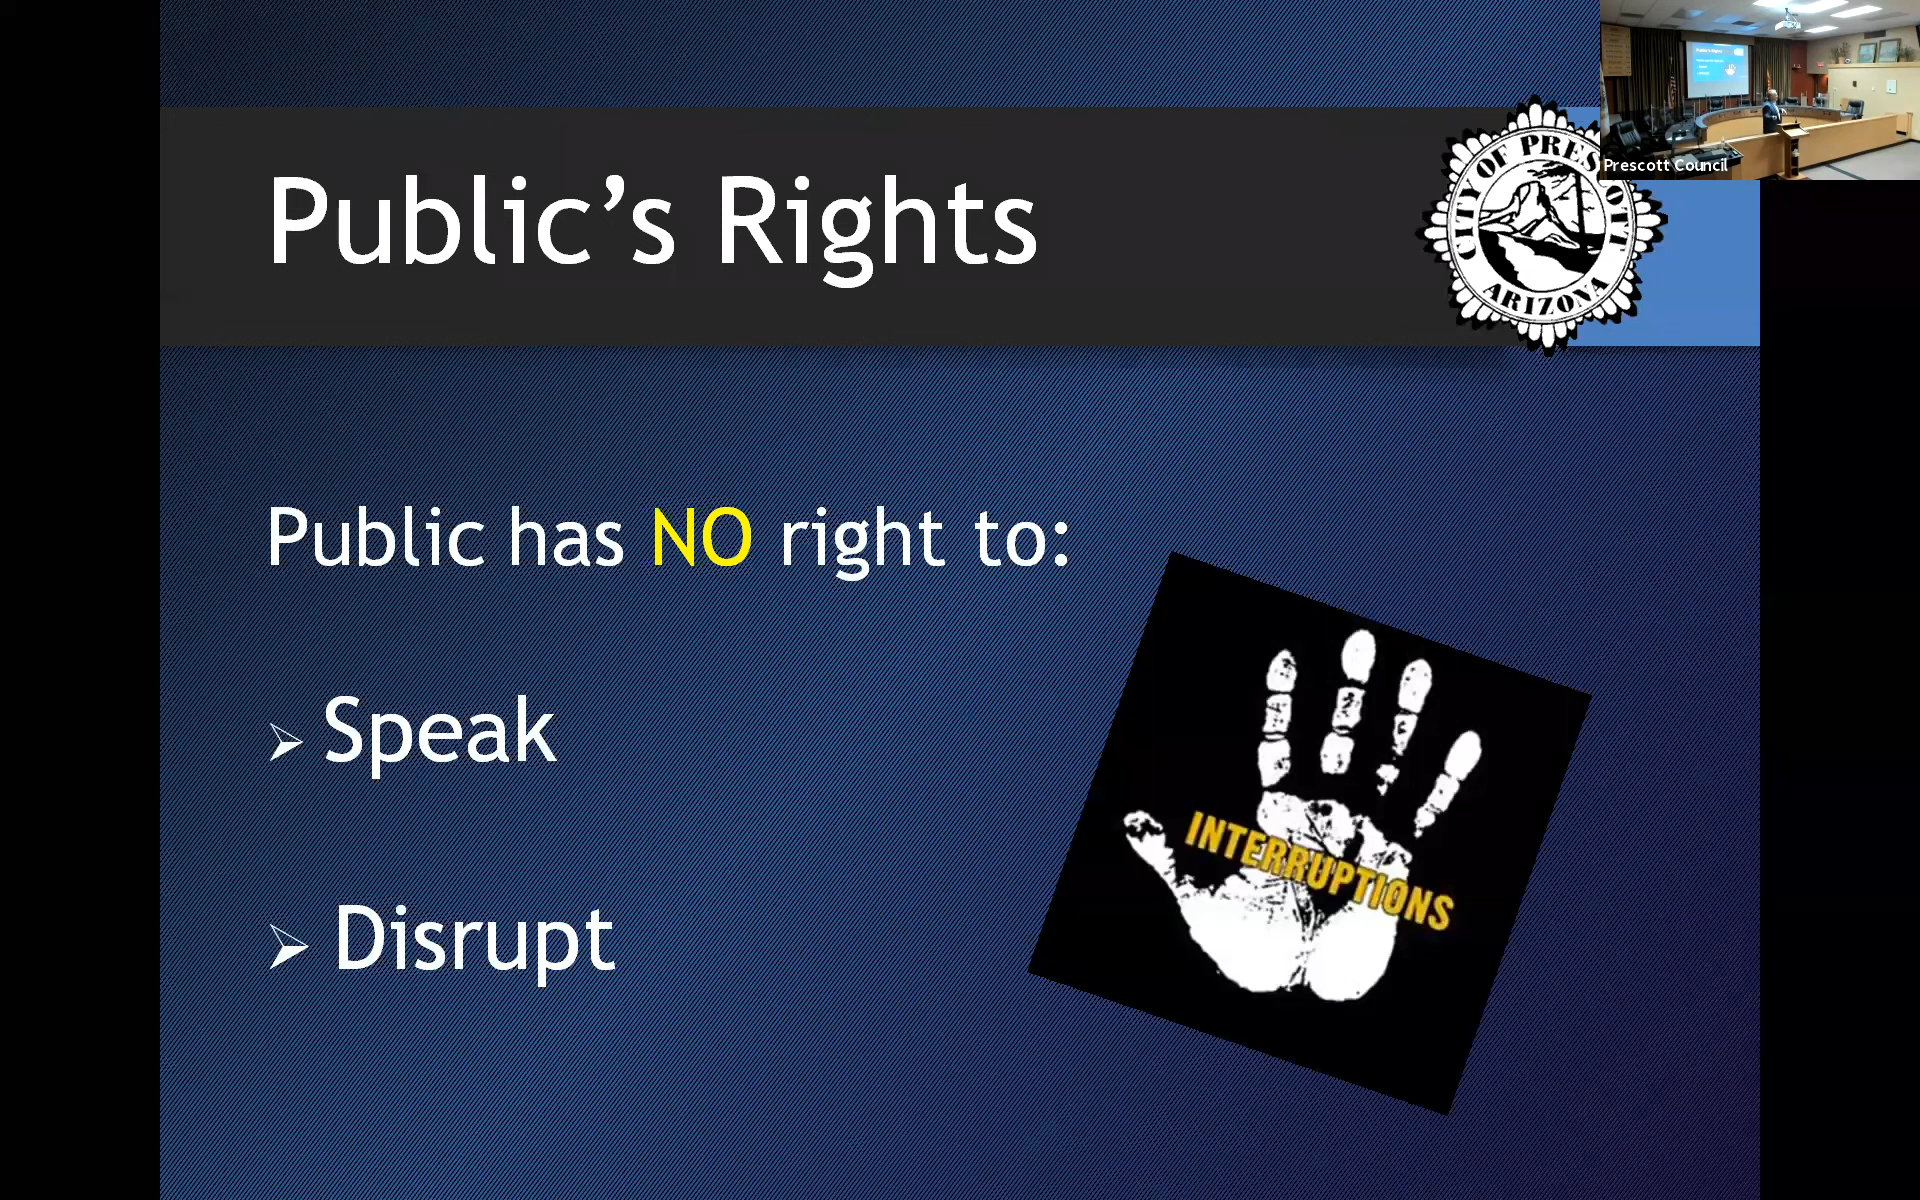 Public’s Rights
CITY OF PRESCOTT
ARIZONA
Prescott Council
Public has NO right to:
➢ Speak
➢ Disrupt
INTERRUPTIONS